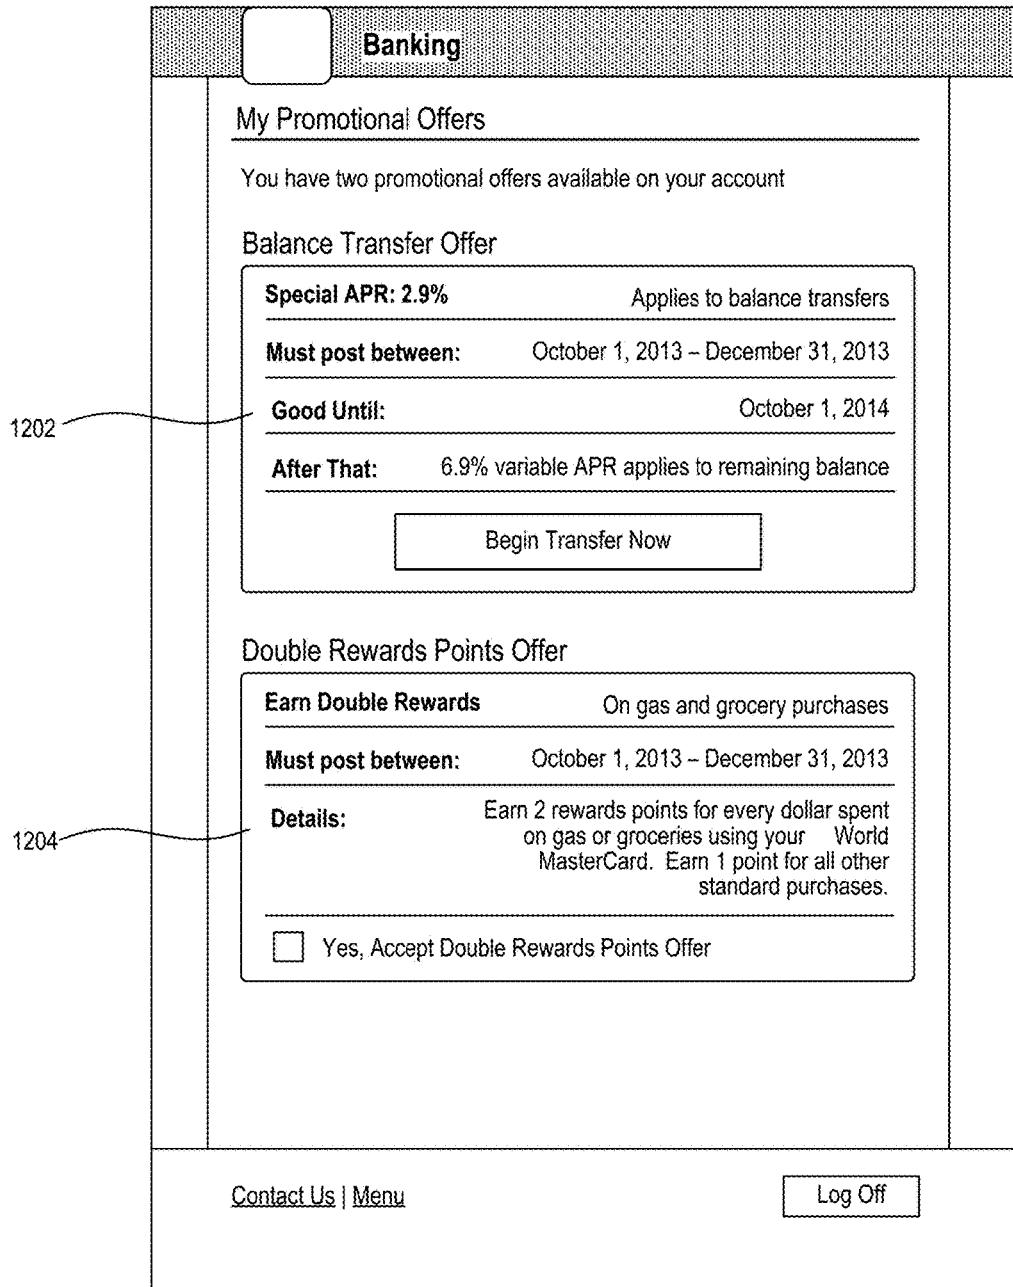 Banking
My Promotional Offers
You have two promotional offers available on your account
Balance Transfer Offer
Special APR: 2.9% Applies to balance transfers
Must post between: October 1, 2013 – December 31, 2013
1202 Good Until: October 1, 2014
After That: 6.9% variable APR applies to remaining balance
Begin Transfer Now
Double Rewards Points Offer
Earn Double Rewards On gas and grocery purchases
Must post between: October 1, 2013 – December 31, 2013
1204 Details: Earn 2 rewards points for every dollar spent
on gas or groceries using your World
MasterCard. Earn 1 point for all other
standard purchases.
Yes, Accept Double Rewards Points Offer
Contact Us | Menu Log Off